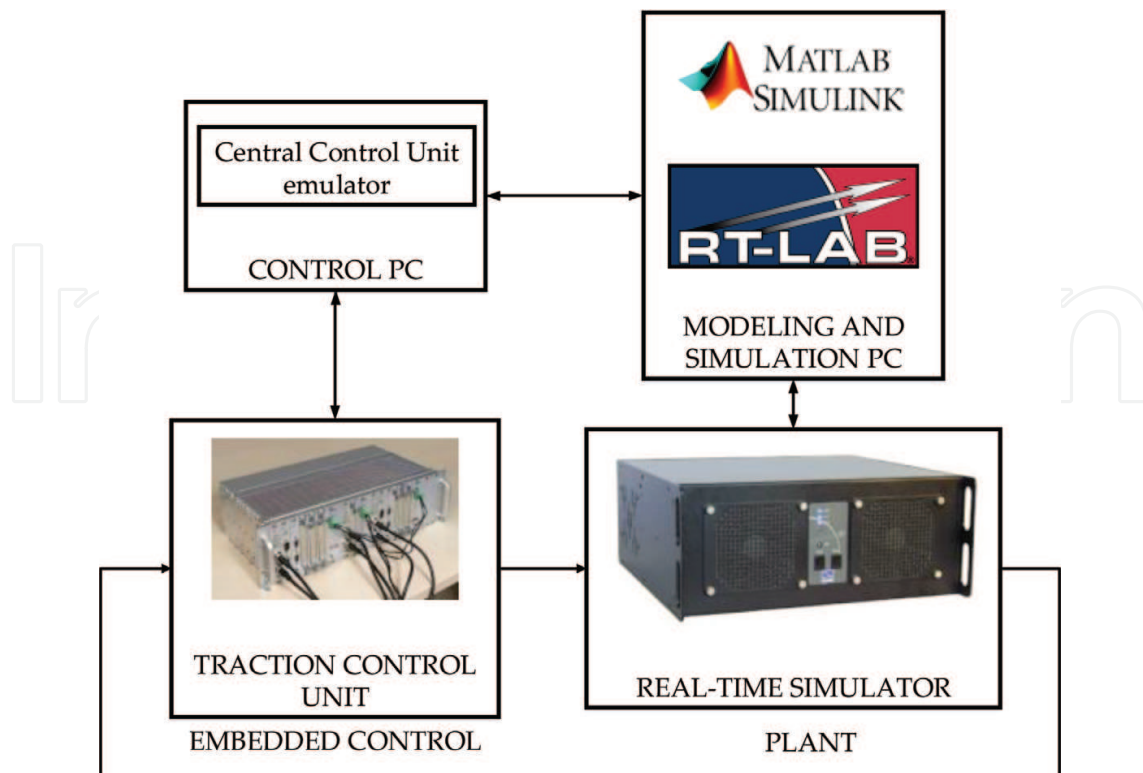 MATLAB
SIMULINK
Central Control Unit
emulator
CONTROL PC
RT-LAB
MODELING AND
SIMULATION PC
TRACTION CONTROL
UNIT
REAL-TIME SIMULATOR
EMBEDDED CONTROL
PLANT